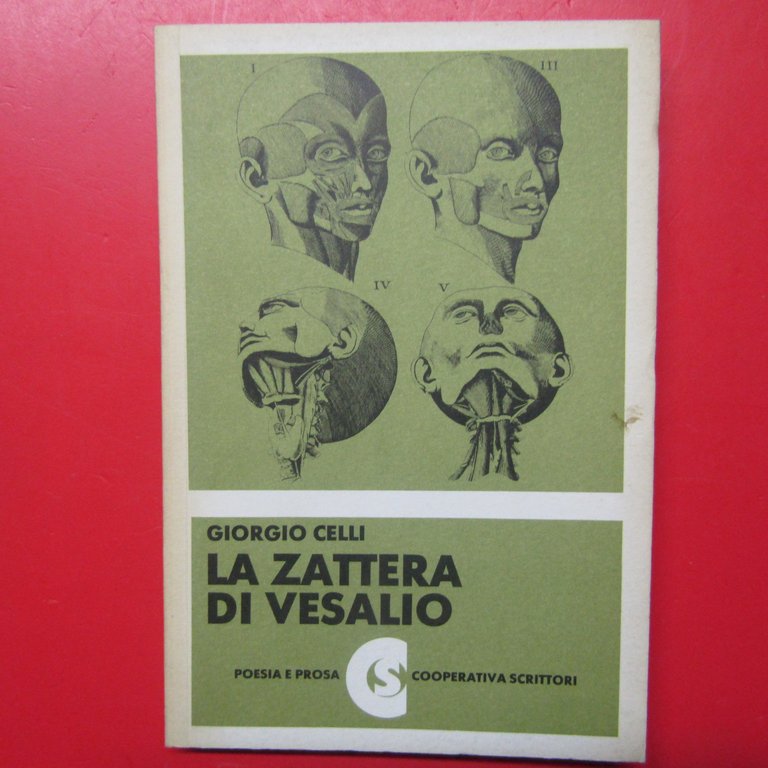 I
III
IV
V
GIORGIO CELLI
LA ZATTERA
DI VESALIO
POESIA E PROSA CS COOPERATIVA SCRITTORI